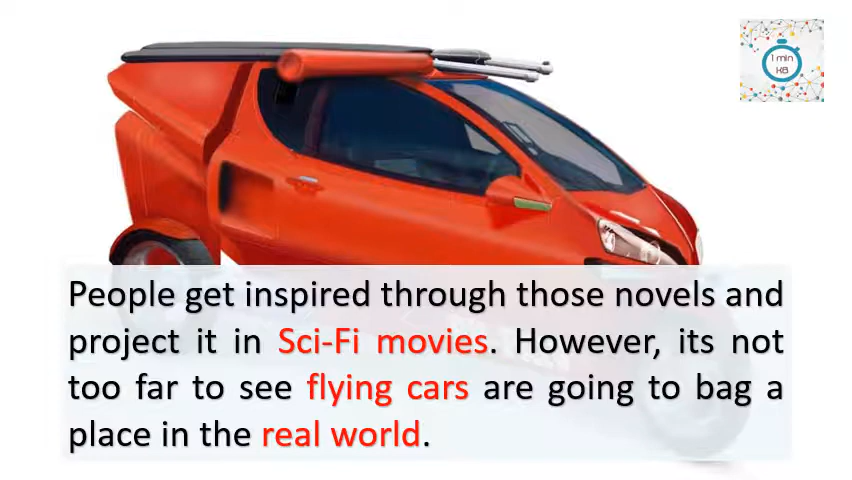 1 min
KB
People get inspired through those novels and
project it in Sci-Fi movies. However, its not
too far to see flying cars are going to bag a
place in the real world.